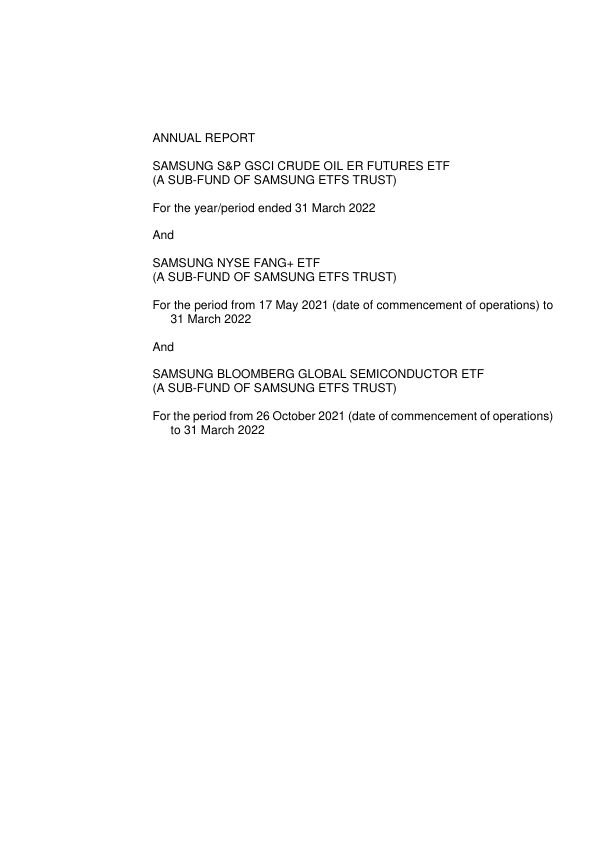 ANNUAL REPORT
SAMSUNG S&P GSCI CRUDE OIL ER FUTURES ETF
(A SUB-FUND OF SAMSUNG ETFS TRUST)
For the year/period ended 31 March 2022
And
SAMSUNG NYSE FANG+ ETF
(A SUB-FUND OF SAMSUNG ETFS TRUST)
For the period from 17 May 2021 (date of commencement of operations) to
31 March 2022
And
SAMSUNG BLOOMBERG GLOBAL SEMICONDUCTOR ETF
(A SUB-FUND OF SAMSUNG ETFS TRUST)
For the period from 26 October 2021 (date of commencement of operations)
to 31 March 2022